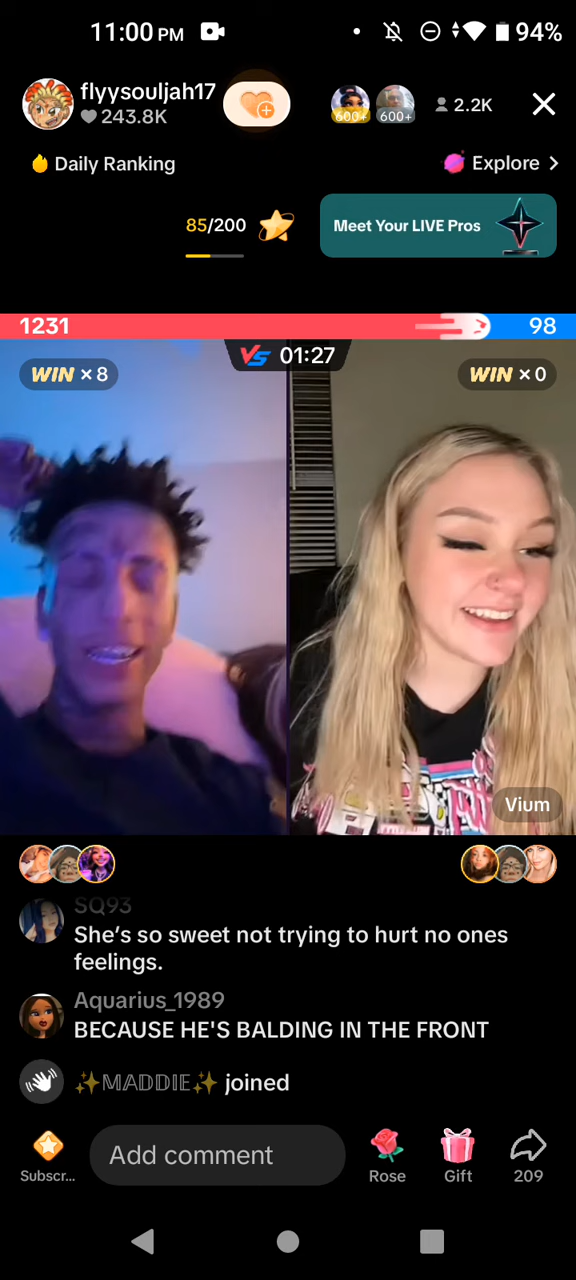 11:00 PM
94%
flyysouljah17
243.8K
600+
600+
2.2K
Daily Ranking
Explore >
85/200
Meet Your LIVE Pros
1231
98
VS 01:27
WIN ×8
WIN ×0
Vium
SQ93
She's so sweet not trying to hurt no ones
feelings.
Aquarius_1989
BECAUSE HE'S BALDING IN THE FRONT
✨𝕄𝔸𝔻𝔻𝕀𝔼✨ joined
Add comment
Subscr...
Rose
Gift
209